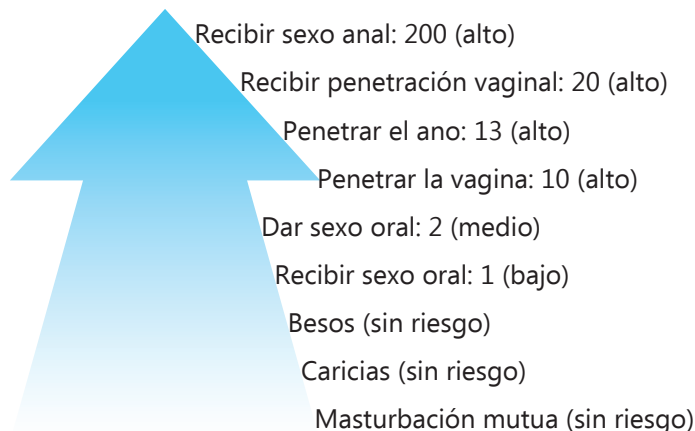 Recibir sexo anal: 200 (alto)
Recibir penetración vaginal: 20 (alto)
Penetrar el ano: 13 (alto)
Penetrar la vagina: 10 (alto)
Dar sexo oral: 2 (medio)
Recibir sexo oral: 1 (bajo)
Besos (sin riesgo)
Caricias (sin riesgo)
Masturbación mutua (sin riesgo)